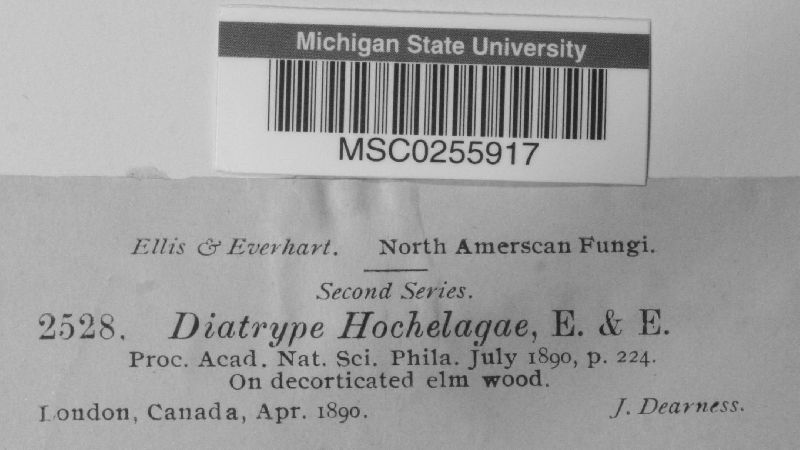 Michigan State University
MSC0255917
Ellis & Everhart. North Amerscan Fungi.
Second Series.
2528. Diatrype Hochelagae, E. & E.
Proc. Acad. Nat. Sci. Phila. July 1890, p. 224.
On decorticated elm wood.
London, Canada, Apr. 1890. J. Dearness.